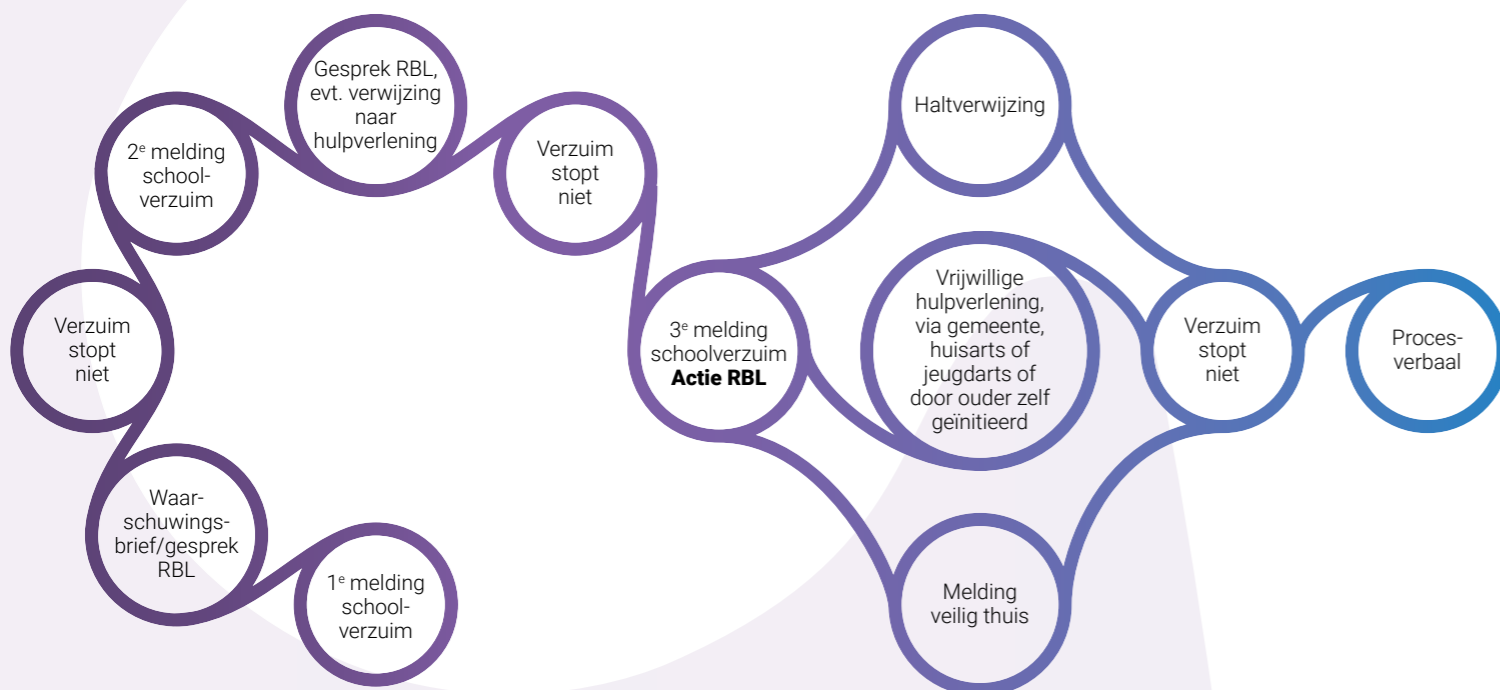 1e melding
school-
verzuim
Waar-
schuwings-
brief/gesprek
RBL
Verzuim
stopt
niet
2e melding
school-
verzuim
Gesprek RBL,
evt. verwijzing
naar
hulpverlening
Verzuim
stopt
niet
3e melding
schoolverzuim
Actie RBL
Haltverwijzing
Vrijwillige
hulpverlening,
via gemeente,
huisarts of
jeugdarts of
door ouder zelf
geïnitieerd
Melding
veilig thuis
Verzuim
stopt
niet
Proces-
verbaal